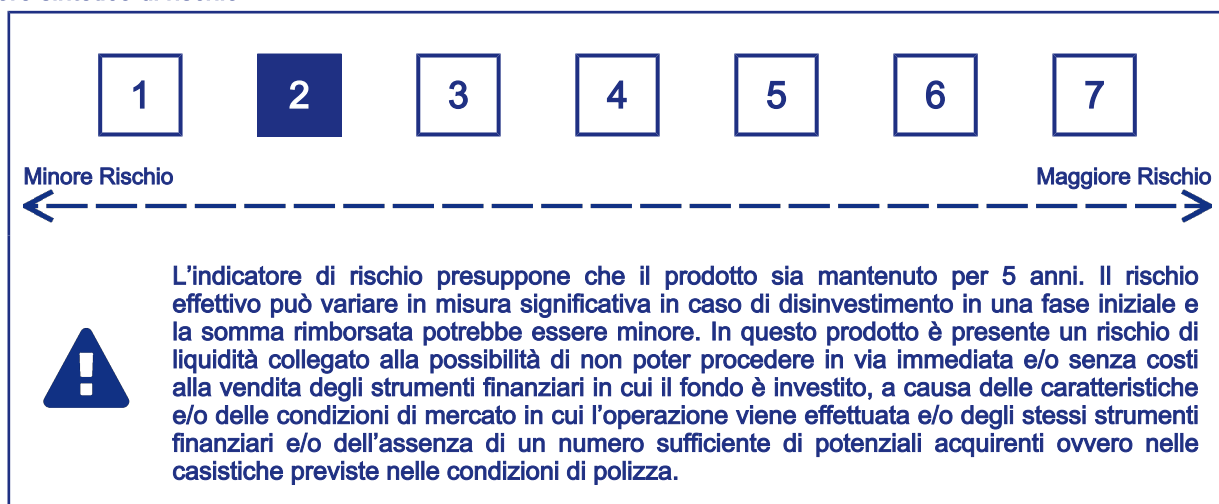 1 2 3 4 5 6 7
Minore Rischio Maggiore Rischio
L'indicatore di rischio presuppone che il prodotto sia mantenuto per 5 anni. Il rischio
effettivo può variare in misura significativa in caso di disinvestimento in una fase iniziale e
la somma rimborsata potrebbe essere minore. In questo prodotto è presente un rischio di
liquidità collegato alla possibilità di non poter procedere in via immediata e/o senza costi
alla vendita degli strumenti finanziari in cui il fondo è investito, a causa delle caratteristiche
e/o delle condizioni di mercato in cui l'operazione viene effettuata e/o degli stessi strumenti
finanziari e/o dell'assenza di un numero sufficiente di potenziali acquirenti ovvero nelle
casistiche previste nelle condizioni di polizza.